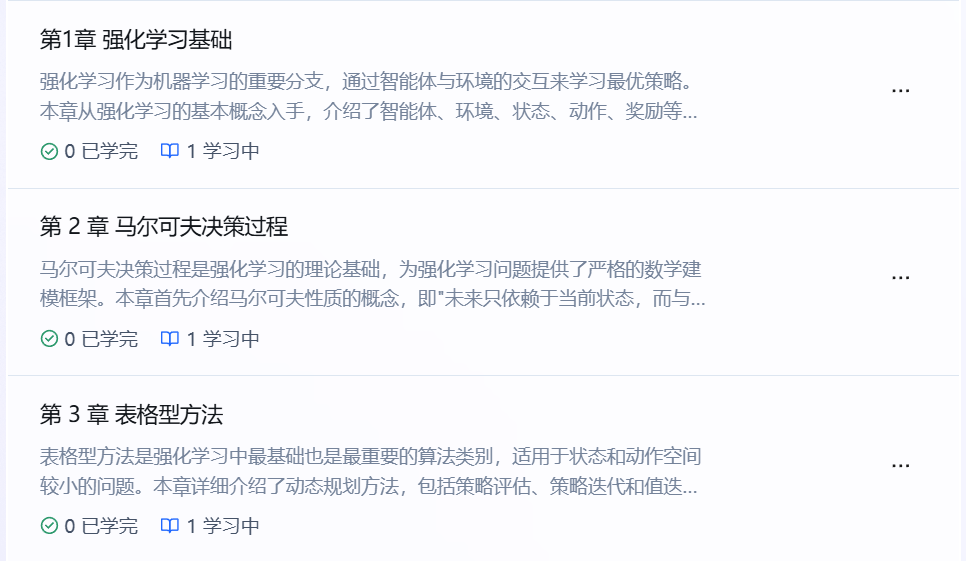 第1章 强化学习基础
强化学习作为机器学习的重要分支，通过智能体与环境的交互来学习最优策略。
本章从强化学习的基本概念入手，介绍了智能体、环境、状态、动作、奖励等...
0 已学完 1 学习中
第 2 章 马尔可夫决策过程
马尔可夫决策过程是强化学习的理论基础，为强化学习问题提供了严格的数学建
模框架。本章首先介绍马尔可夫性质的概念，即"未来只依赖于当前状态，而与...
0 已学完 1 学习中
第 3 章 表格型方法
表格型方法是强化学习中最基础也是最重要的算法类别，适用于状态和动作空间
较小的问题。本章详细介绍了动态规划方法，包括策略评估、策略迭代和值迭...
0 已学完 1 学习中